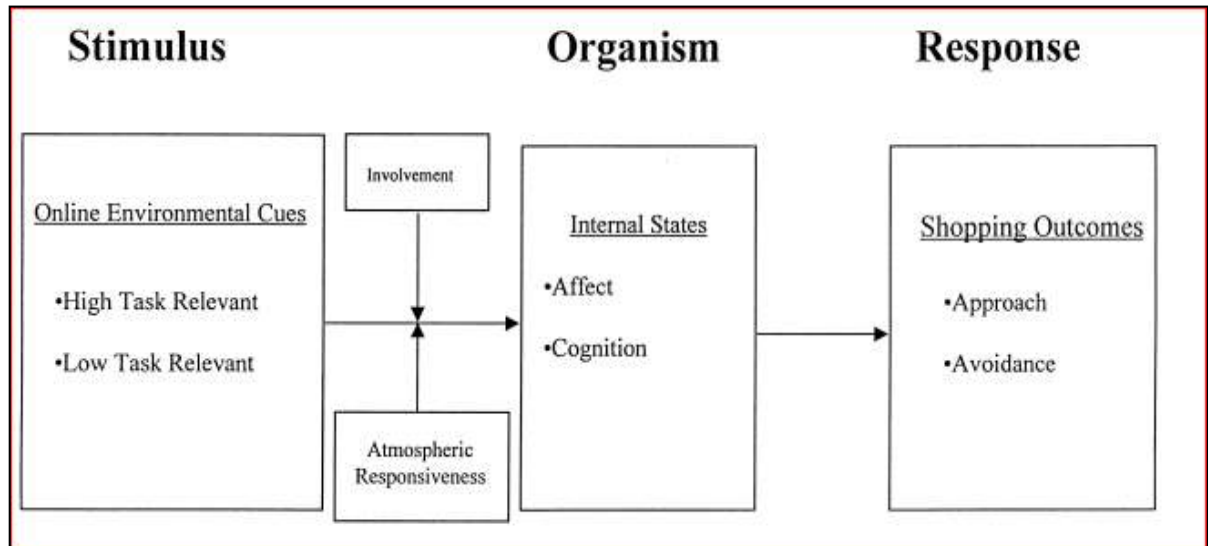 Stimulus
Organism
Response
Online Environmental Cues
•High Task Relevant
•Low Task Relevant
Involvement
Atmospheric
Responsiveness
Internal States
•Affect
•Cognition
Shopping Outcomes
•Approach
•Avoidance